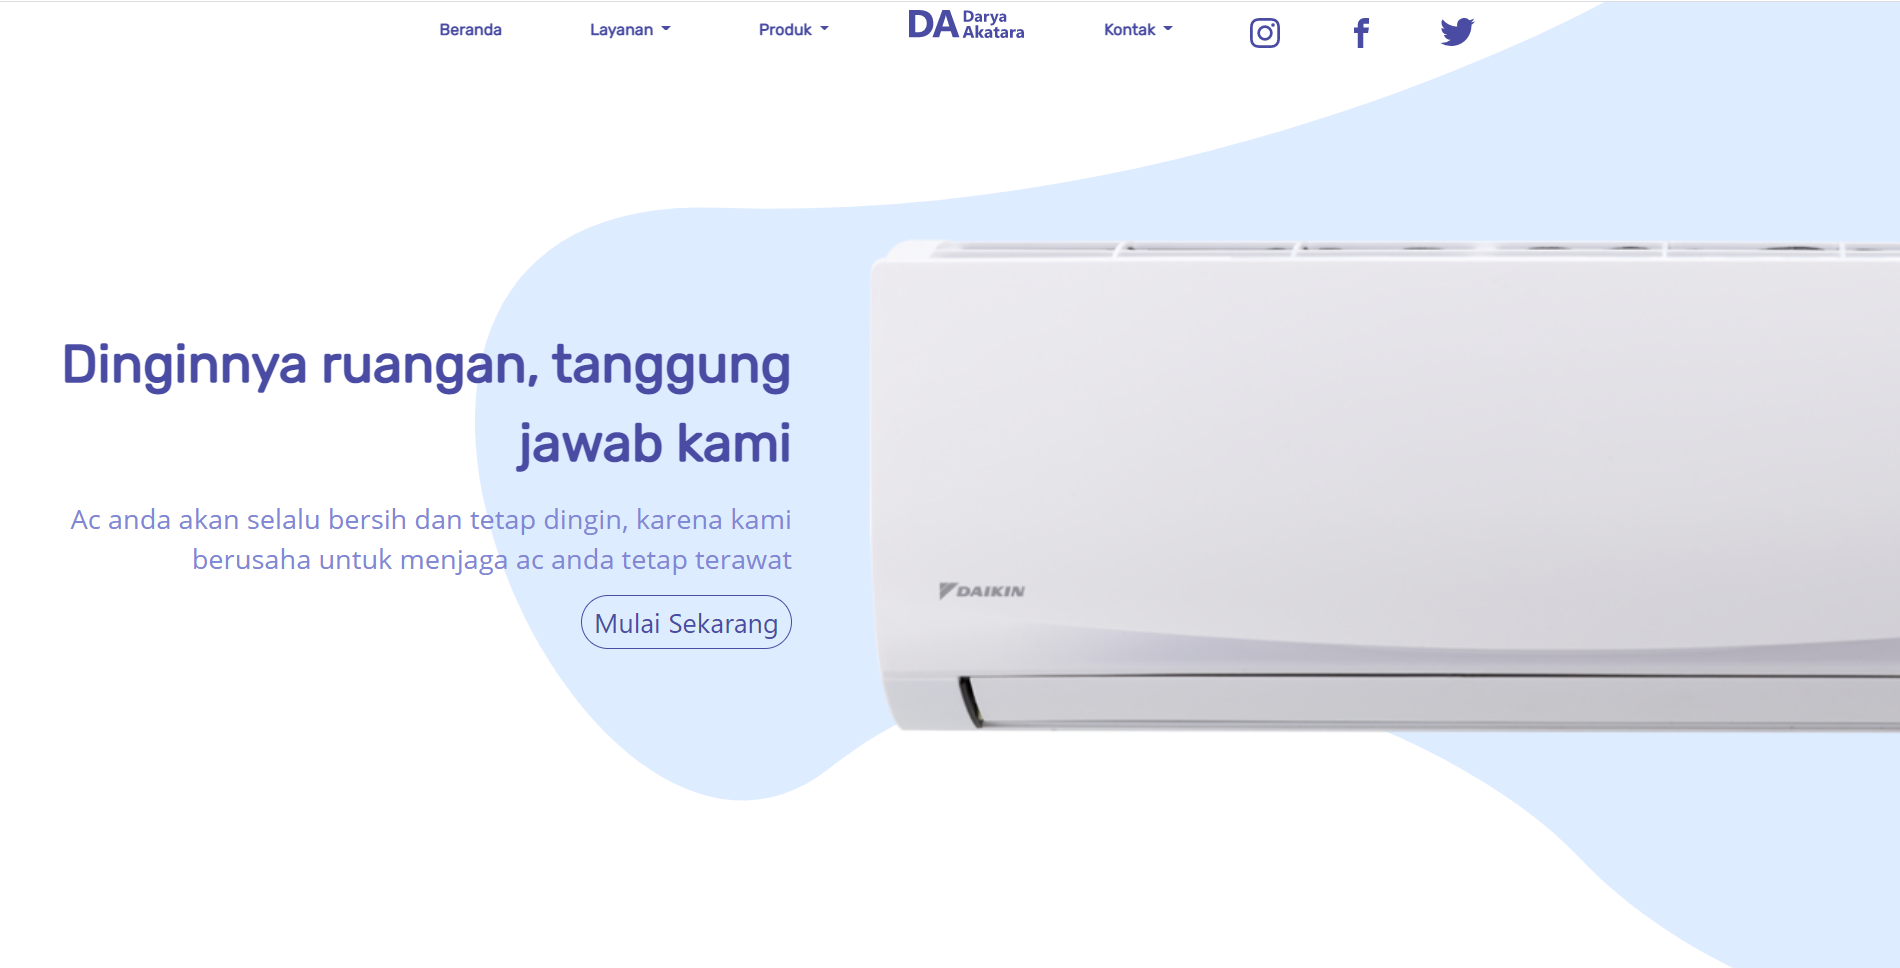 Beranda
Layanan
Produk
DA Darya
Akatara
Kontak
Dinginnya ruangan, tanggung
jawab kami
Ac anda akan selalu bersih dan tetap dingin, karena kami
berusaha untuk menjaga ac anda tetap terawat
Mulai Sekarang
DAIKIN